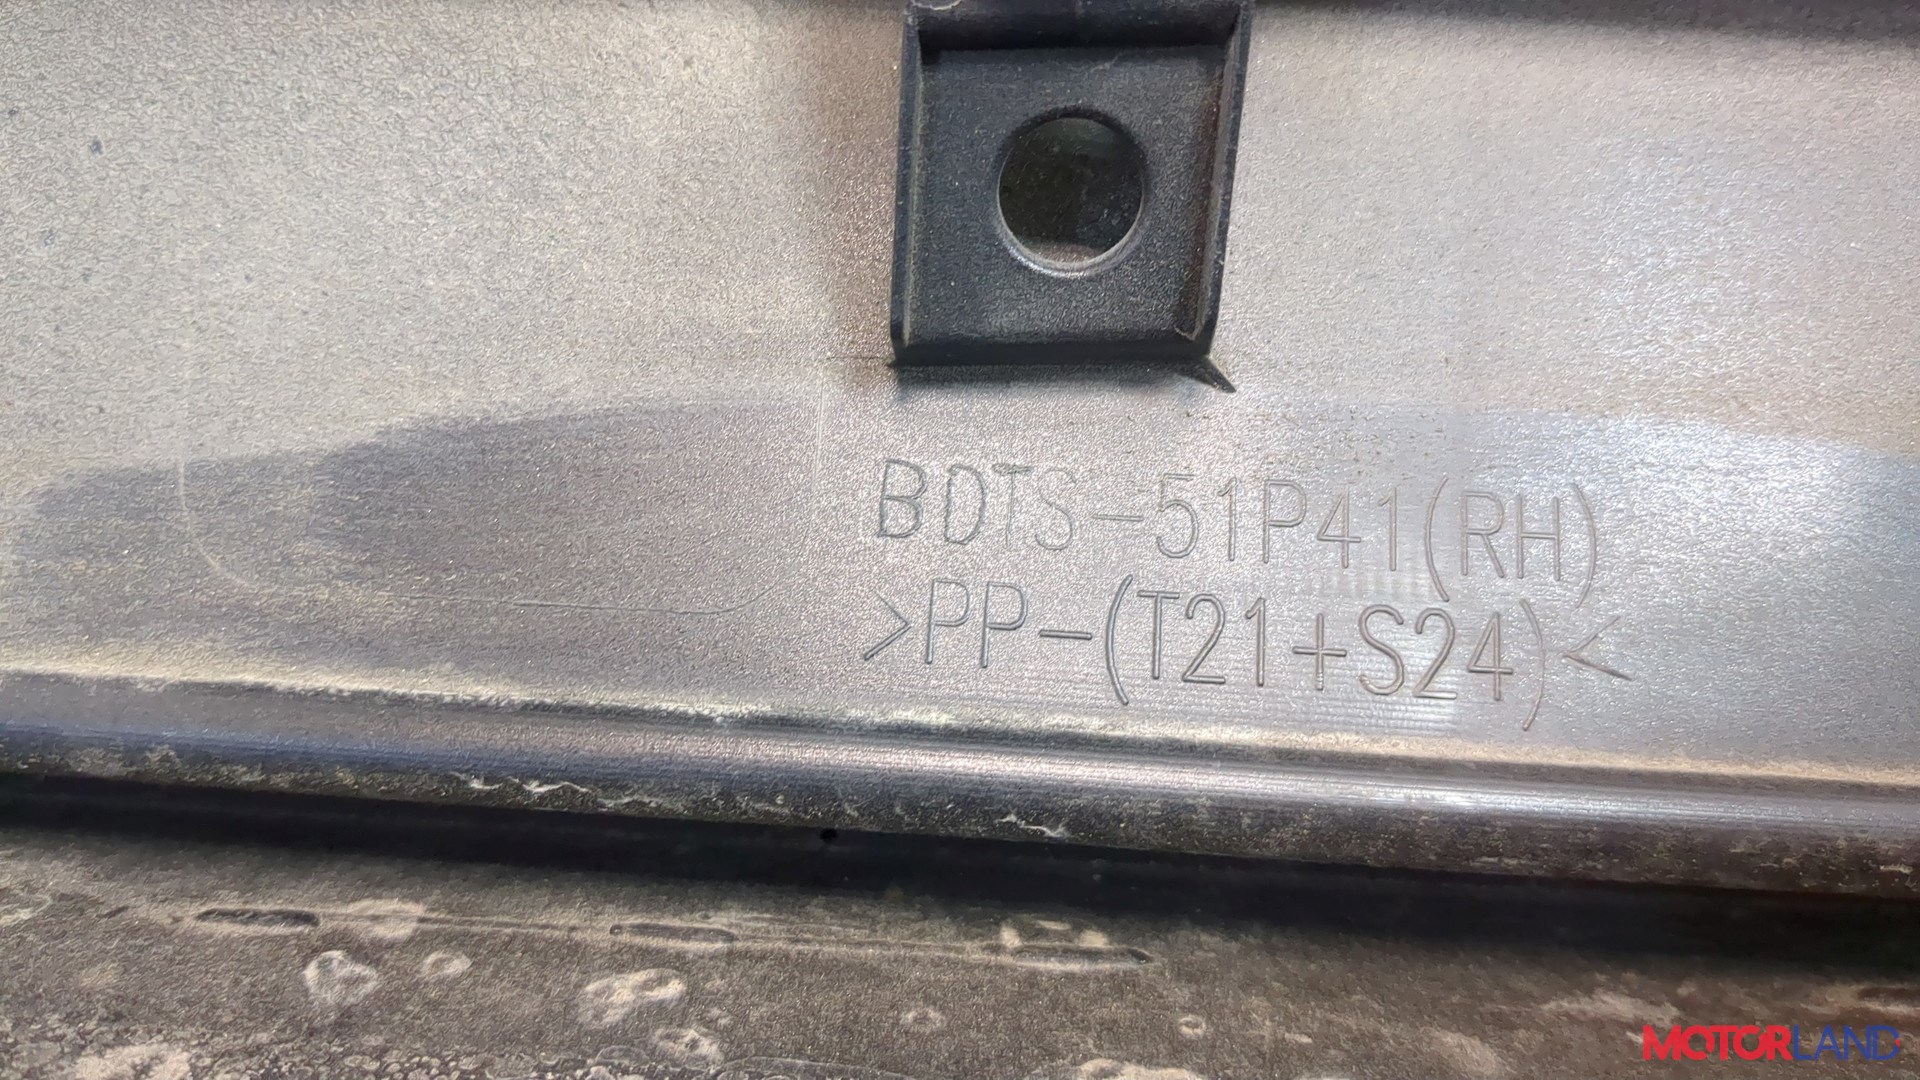 BDTS-51P41(RH)
>PP-(T21+S24)<
MOTORLAND